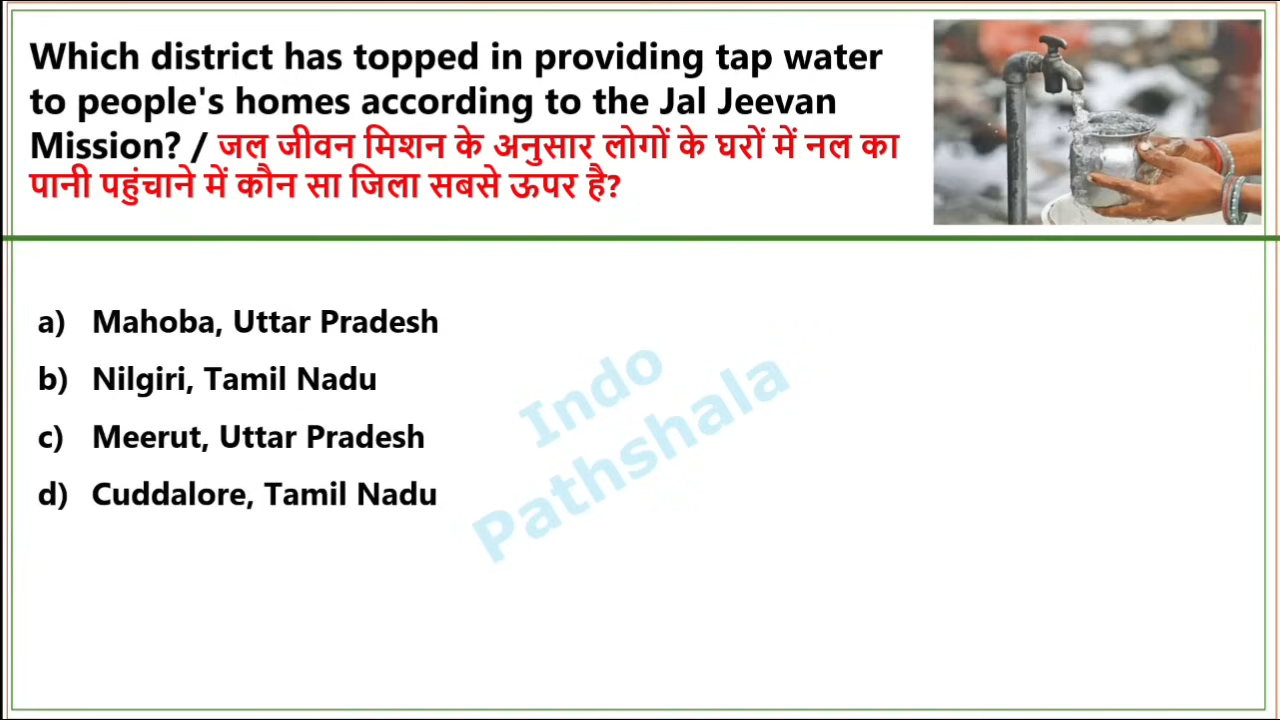 Which district has topped in providing tap water
to people's homes according to the Jal Jeevan
Mission? / जल जीवन मिशन के अनुसार लोगों के घरों में नल का
पानी पहुंचाने में कौन सा जिला सबसे ऊपर है?
a) Mahoba, Uttar Pradesh
b) Nilgiri, Tamil Nadu
c) Meerut, Uttar Pradesh
d) Cuddalore, Tamil Nadu
Indo
Pathshala